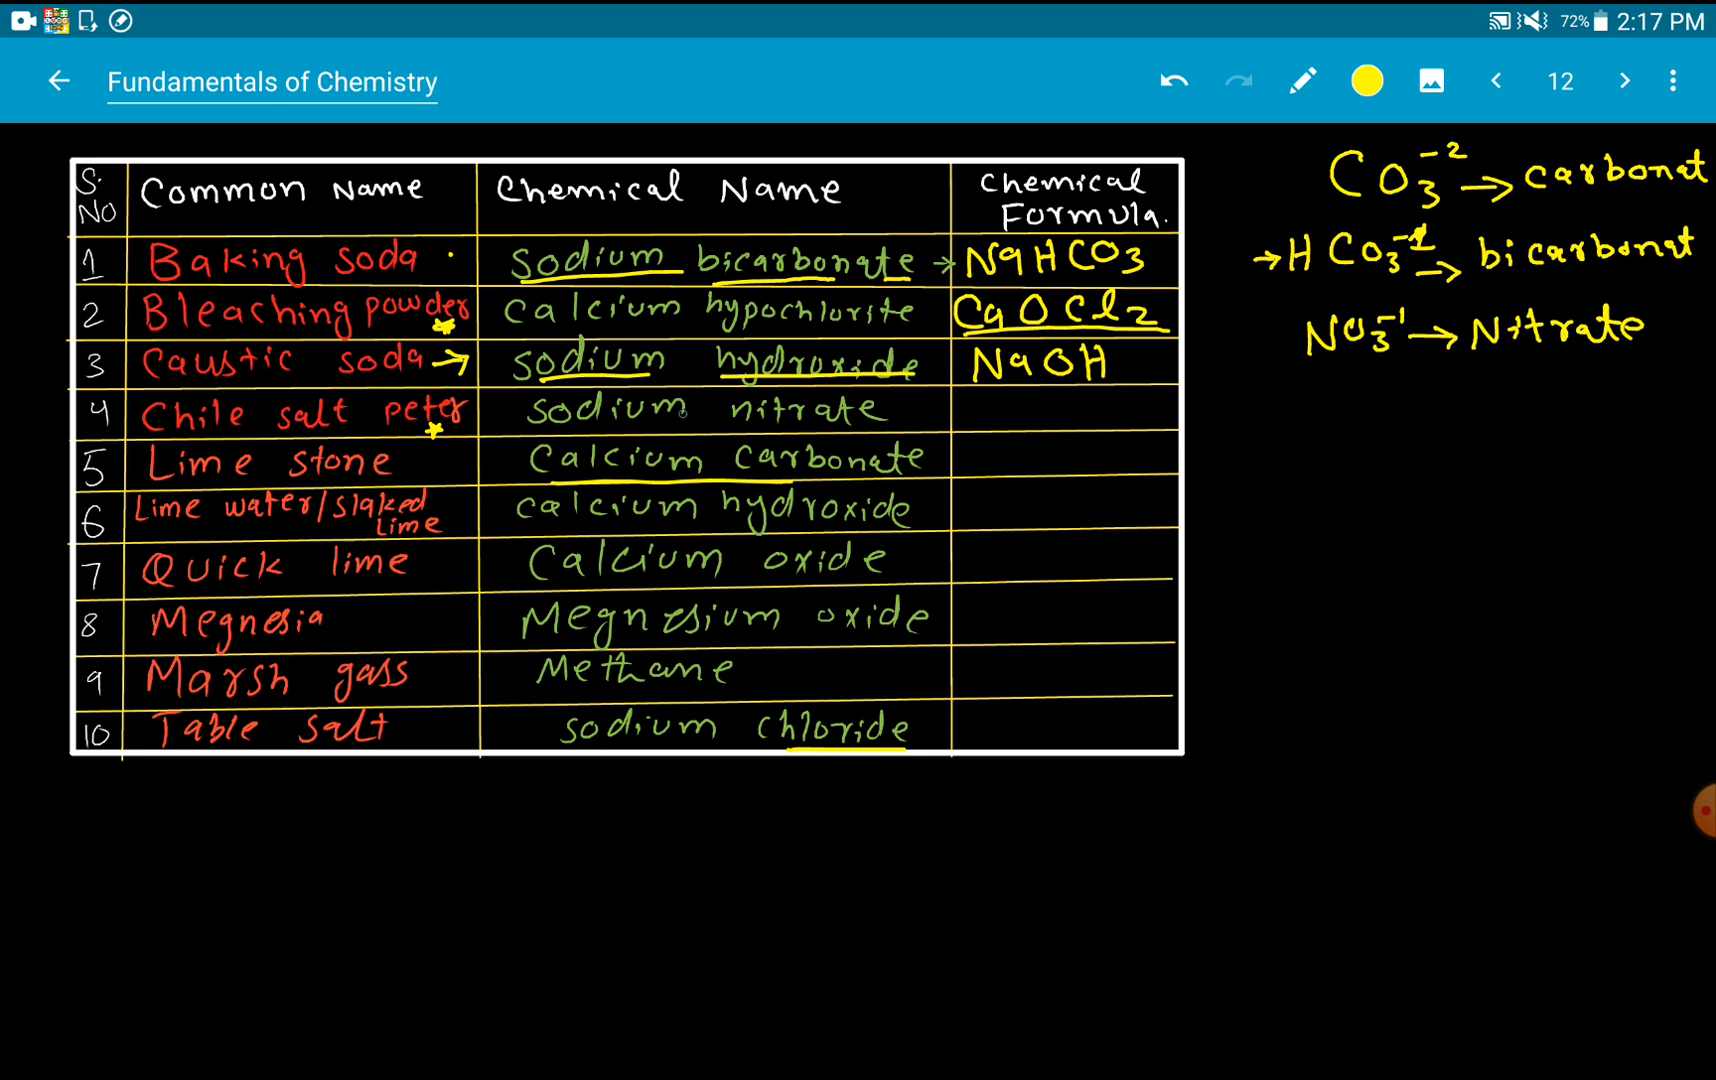 72% 2:17 PM
Fundamentals of Chemistry 12
S.No Common Name Chemical Name Chemical Formula.
1 Baking soda sodium bicarbonate → NaHCO3
2 Bleaching powder calcium hypochlorite CaOCl2
3 Caustic soda → sodium hydroxide NaOH
4 Chile salt peter sodium nitrate
5 Lime stone Calcium Carbonate
6 Lime water/slaked Lime calcium hydroxide
7 Quick lime Calcium oxide
8 Megnesia Megnesium oxide
9 Marsh gass Methane
10 Table salt sodium chloride
CO3⁻² → carbonat
→ HCO3⁻¹ → bicarbonat
NO3⁻¹ → Nitrate